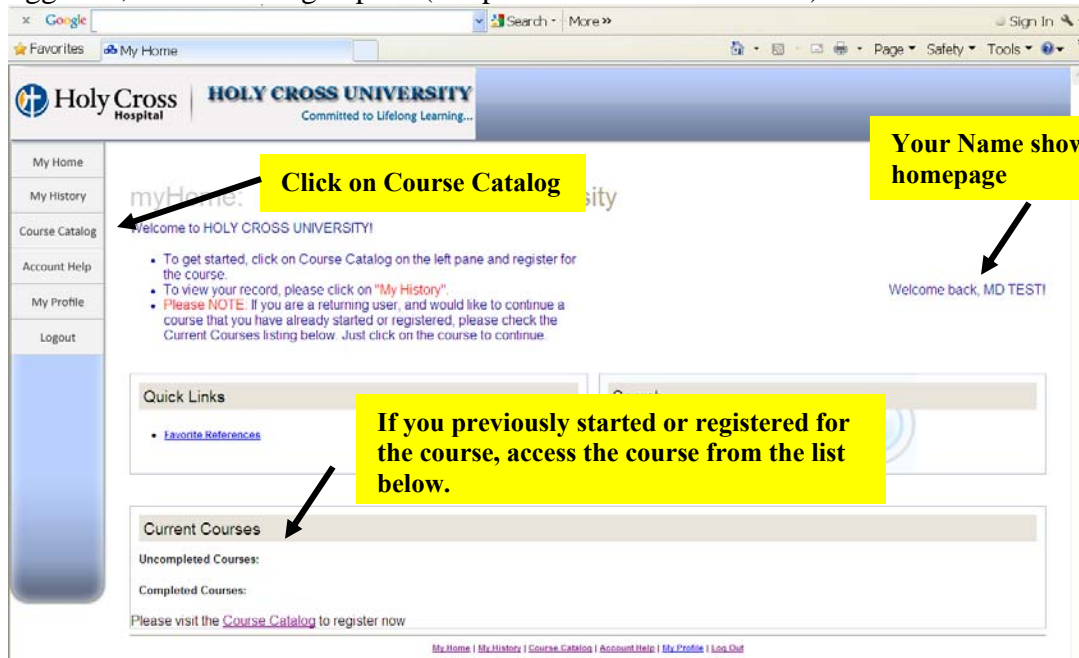 Google Search More »  Sign In
Favorites My Home Page Safety Tools
Holy Cross
Hospital
HOLY CROSS UNIVERSITY
Committed to Lifelong Learning...
Your Name show
homepage
My Home
My History
Course Catalog
Account Help
My Profile
Logout
Click on Course Catalog
myHome:
Welcome to HOLY CROSS UNIVERSITY!
• To get started, click on Course Catalog on the left pane and register for
the course.
• To view your record, please click on "My History".
• Please NOTE: If you are a returning user, and would like to continue a
course that you have already started or registered, please check the
Current Courses listing below. Just click on the course to continue.
Welcome back, MD TEST!
Quick Links
• Favorite References
If you previously started or registered for
the course, access the course from the list
below.
Current Courses
Uncompleted Courses:
Completed Courses:
Please visit the Course Catalog to register now
My Home | My History | Course Catalog | Account Help | My Profile | Log Out